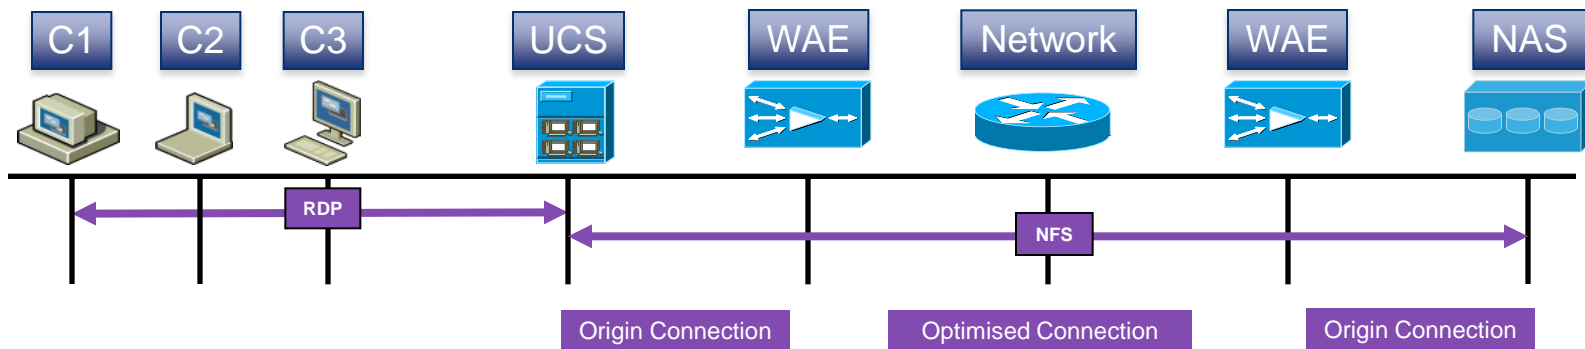 C1
C2
C3
UCS
WAE
Network
WAE
NAS
RDP
NFS
Origin Connection
Optimised Connection
Origin Connection